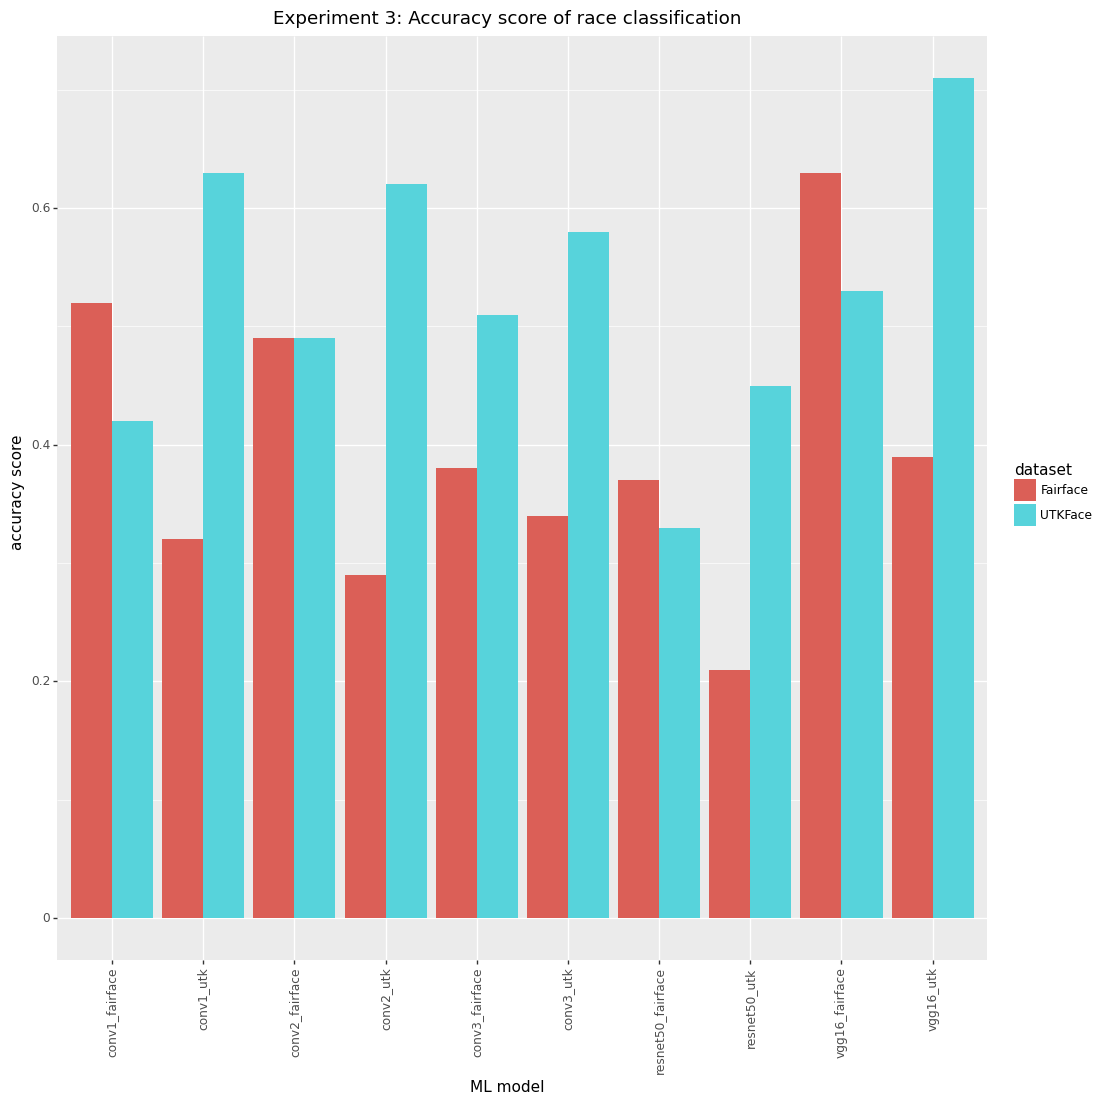 Experiment 3: Accuracy score of race classification
accuracy score
0.6
0.4
0.2
0
conv1_fairface
conv1_utk
conv2_fairface
conv2_utk
conv3_fairface
conv3_utk
resnet50_fairface
resnet50_utk
vgg16_fairface
vgg16_utk
ML model
dataset
Fairface
UTKFace